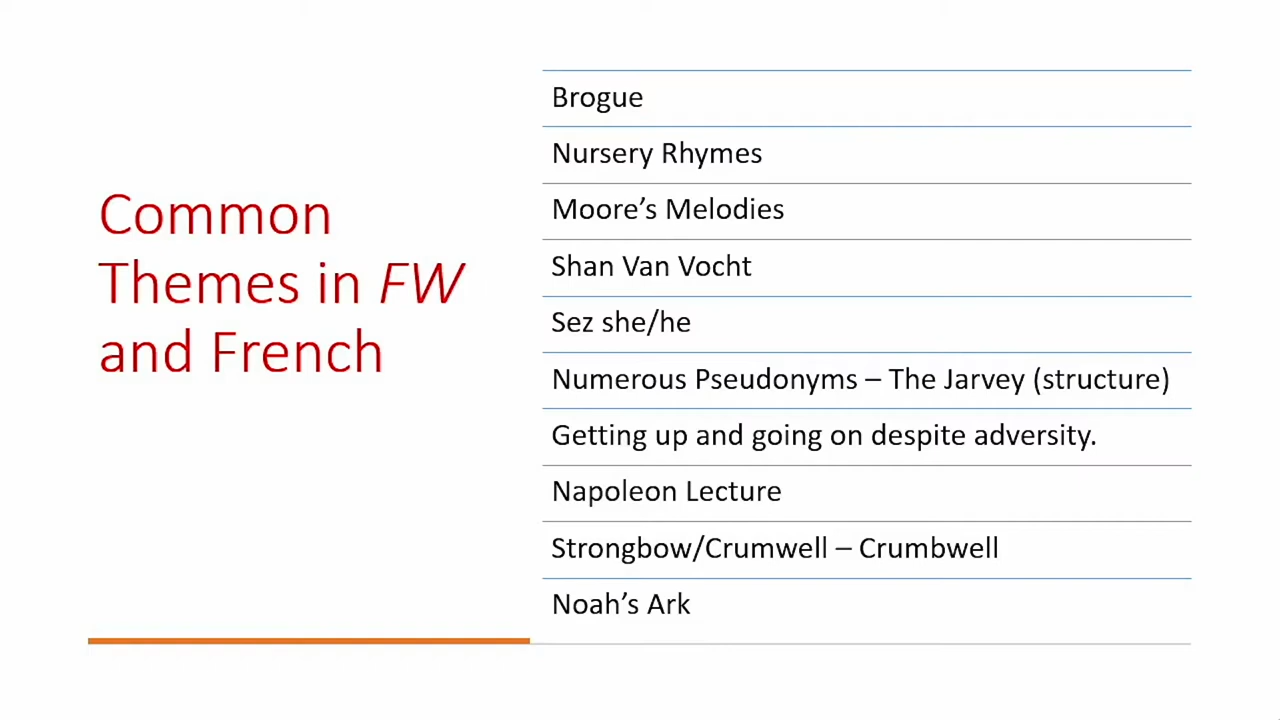 Common
Themes in FW
and French
Brogue
Nursery Rhymes
Moore’s Melodies
Shan Van Vocht
Sez she/he
Numerous Pseudonyms – The Jarvey (structure)
Getting up and going on despite adversity.
Napoleon Lecture
Strongbow/Crumwell – Crumbwell
Noah’s Ark